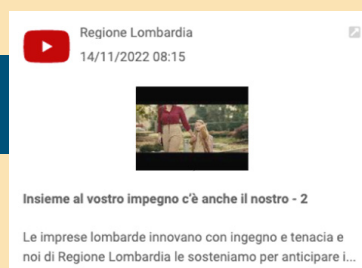 Regione Lombardia
14/11/2022 08:15
Insieme al vostro impegno c'è anche il nostro - 2
Le imprese lombarde innovano con ingegno e tenacia e
noi di Regione Lombardia le sosteniamo per anticipare i...